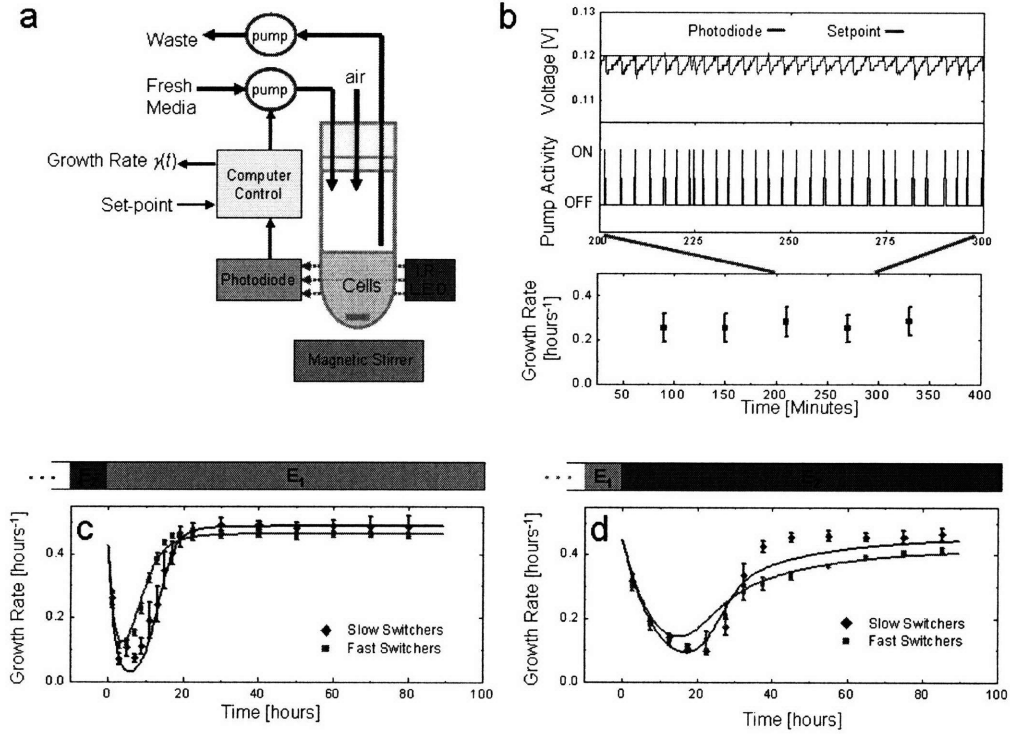 a
Waste
pump
Fresh
Media
pump
air
Growth Rate γ(t)
Computer
Control
Set-point
Photodiode
Cells
Magnetic Stirrer
b
Photodiode
Setpoint
Voltage [V]
0.13
0.12
0.11
Pump Activity
ON
OFF
200
225
250
275
300
Growth Rate
[hours⁻¹]
0.4
0.2
0.0
50 100 150 200 250 300 350 400
Time [Minutes]
... E₁
c
Growth Rate [hours⁻¹]
0.4
0.2
0.0
Slow Switchers
Fast Switchers
0 20 40 60 80 100
Time [hours]
... E₁
d
Growth Rate [hours⁻¹]
0.4
0.2
0.0
Slow Switchers
Fast Switchers
0 20 40 60 80 100
Time [hours]